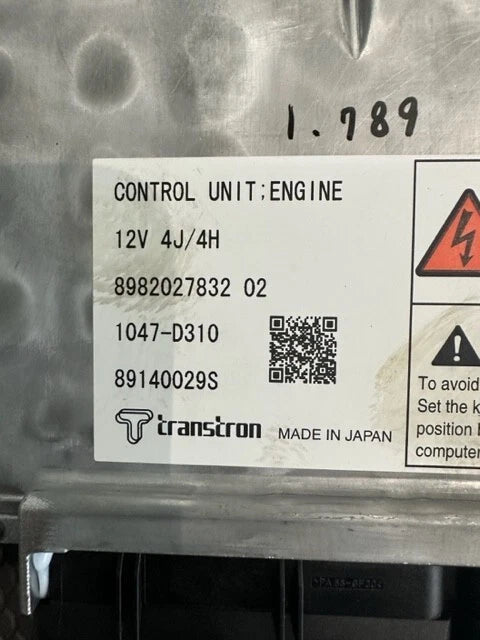 1.789
CONTROL UNIT;ENGINE
12V 4J/4H
8982027832 02
1047-D310
89140029S
transtron MADE IN JAPAN
To avoid
Set the k
position b
computer